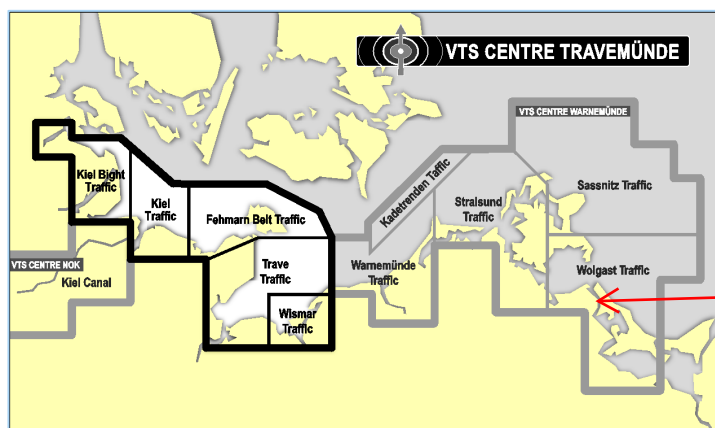 VTS CENTRE TRAVEMÜNDE
VTS CENTRE WARNEMÜNDE
Kiel Bight
Traffic
Kiel
Traffic
Fehmarn Belt Traffic
Kadetrenden Taffic
Stralsund
Traffic
Sassnitz Traffic
VTS CENTRE NOK
Kiel Canal
Trave
Traffic
Wismar
Traffic
Warnemünde
Traffic
Wolgast Traffic